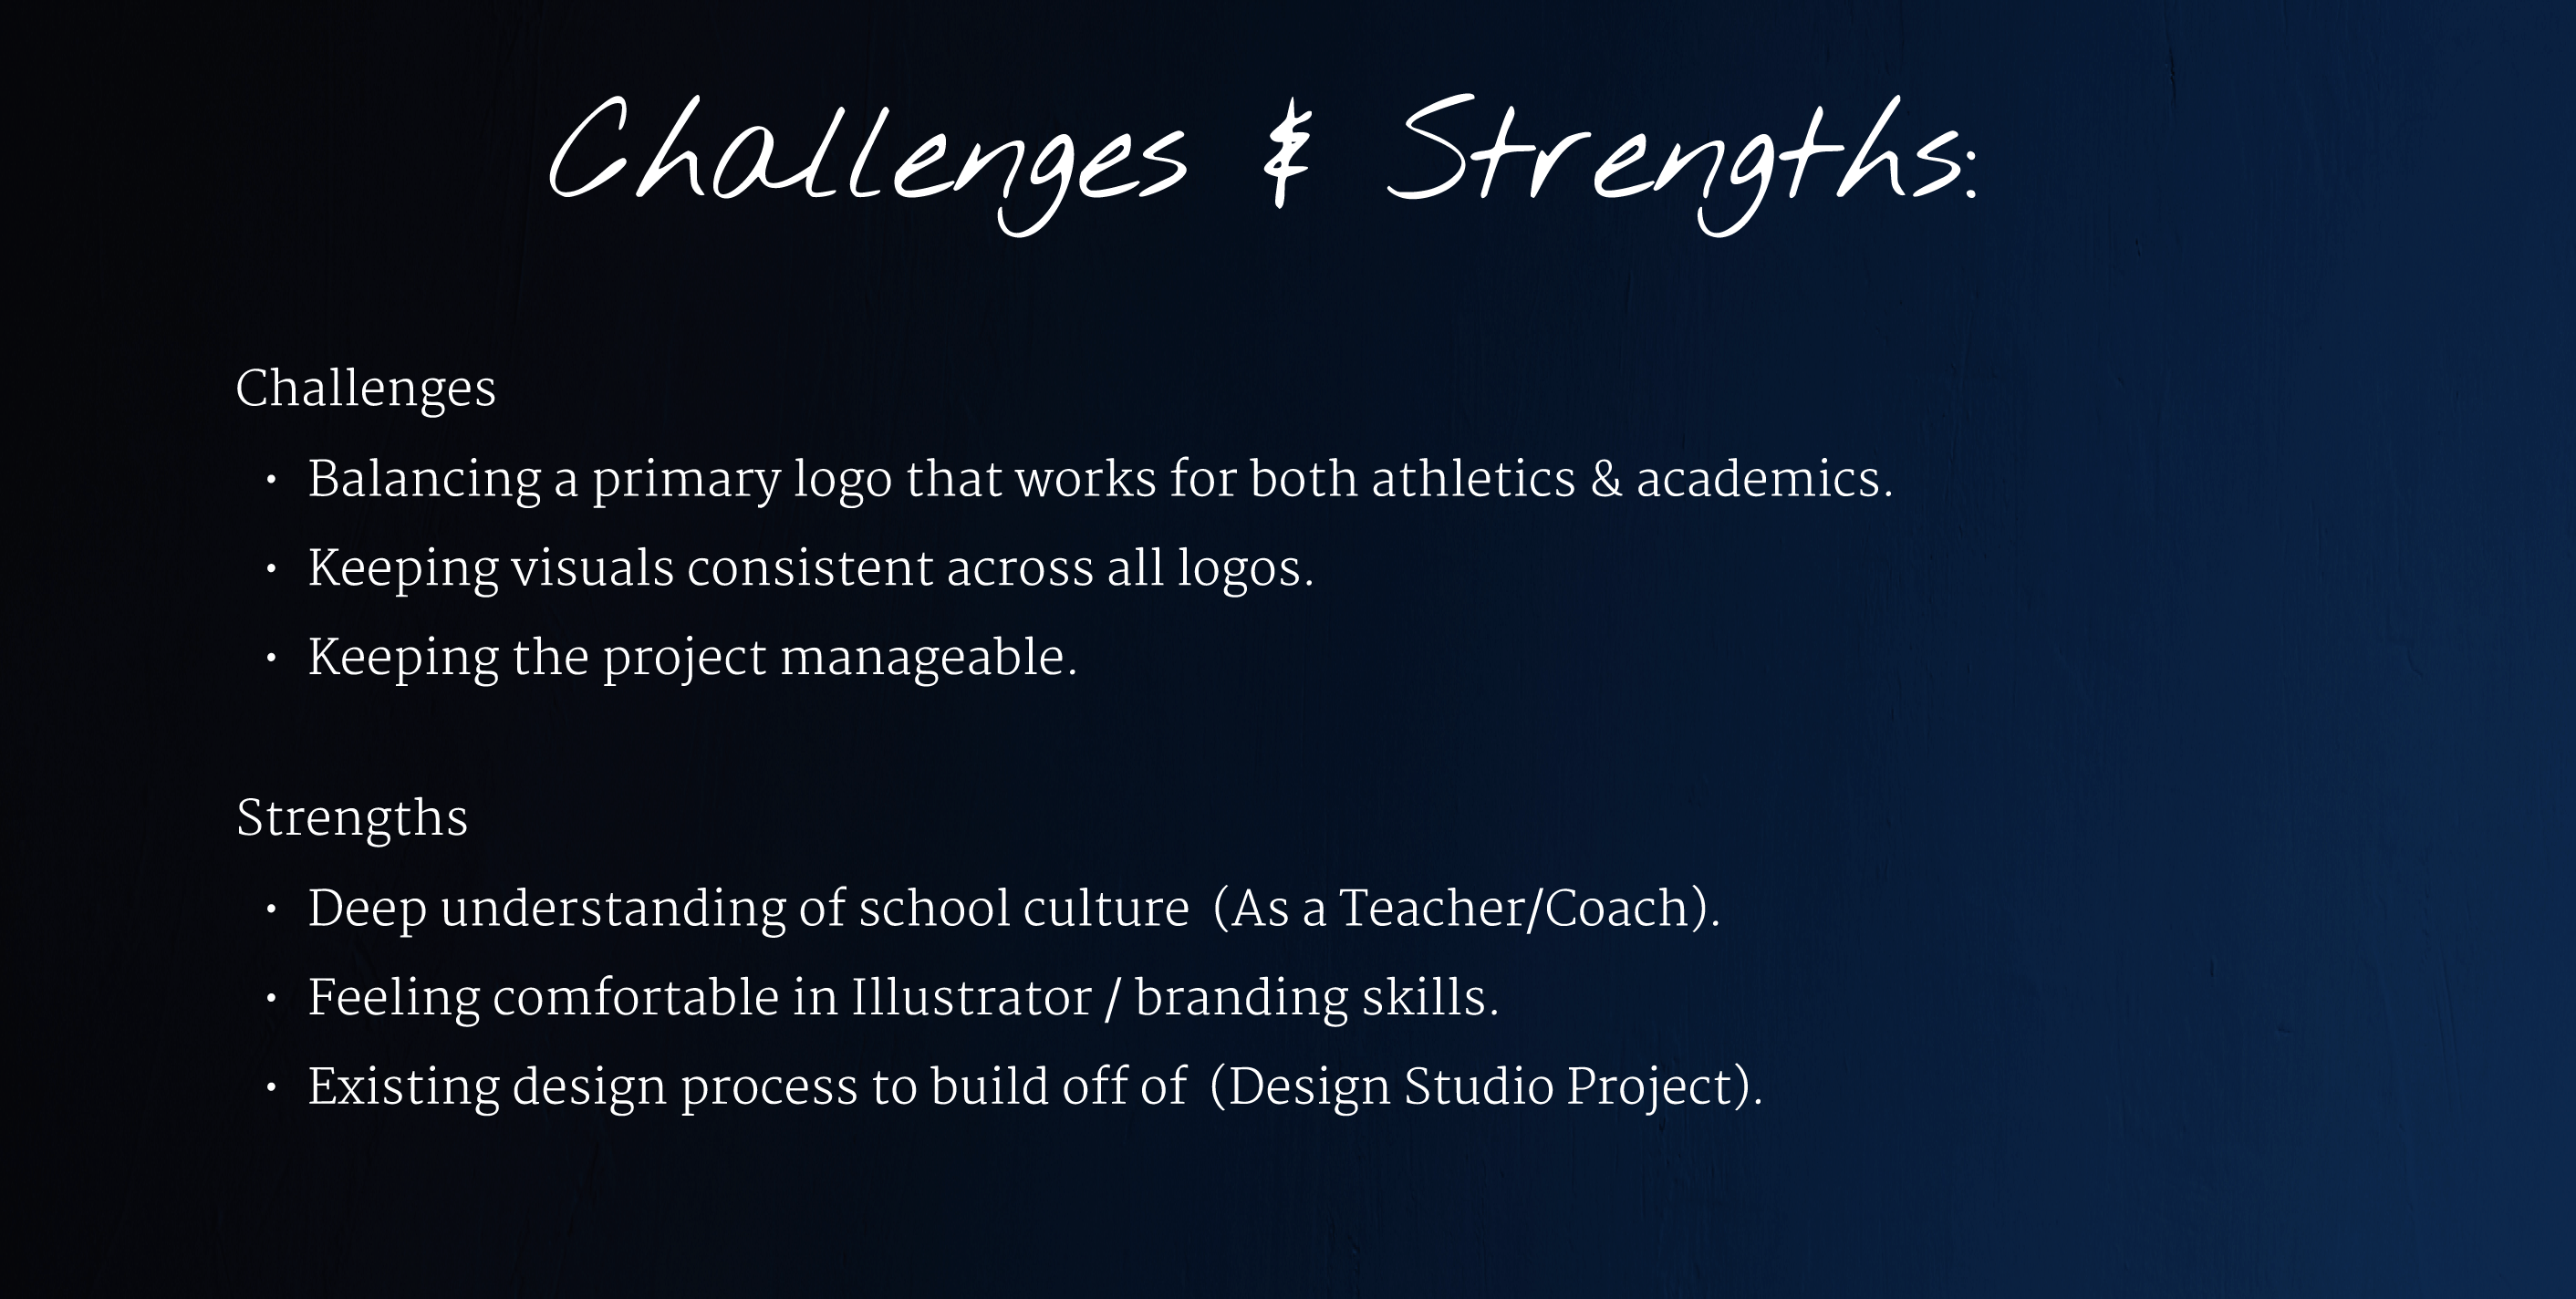 Challenges & Strengths:
Challenges
• Balancing a primary logo that works for both athletics & academics.
• Keeping visuals consistent across all logos.
• Keeping the project manageable.
Strengths
• Deep understanding of school culture  (As a Teacher/Coach).
• Feeling comfortable in Illustrator / branding skills.
• Existing design process to build off of  (Design Studio Project).